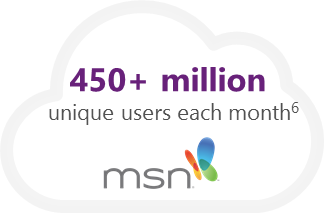 450+ million
unique users each month⁶
msn